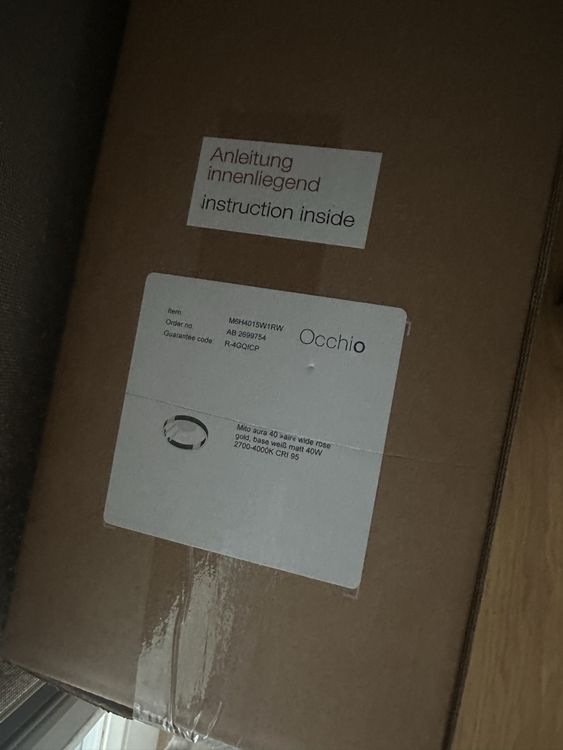 Anleitung
innenliegend
instruction inside
Item: M6H4015W1RW
Order no. AB 2699754
Guarantee code: R-4GQICP
Occhio
Mito aura 40 wide rose
gold, base weiß matt 40W
2700-4000K CRI 95